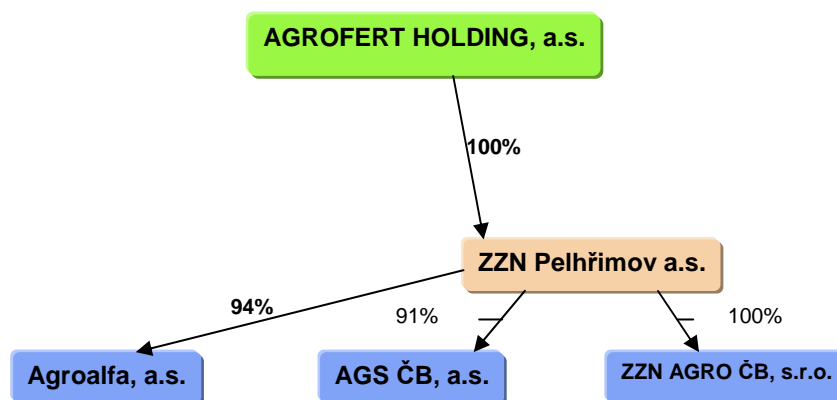 AGROFERT HOLDING, a.s.
100%
ZZN Pelhřimov a.s.
94%
91%
100%
Agroalfa, a.s.
AGS ČB, a.s.
ZZN AGRO ČB, s.r.o.